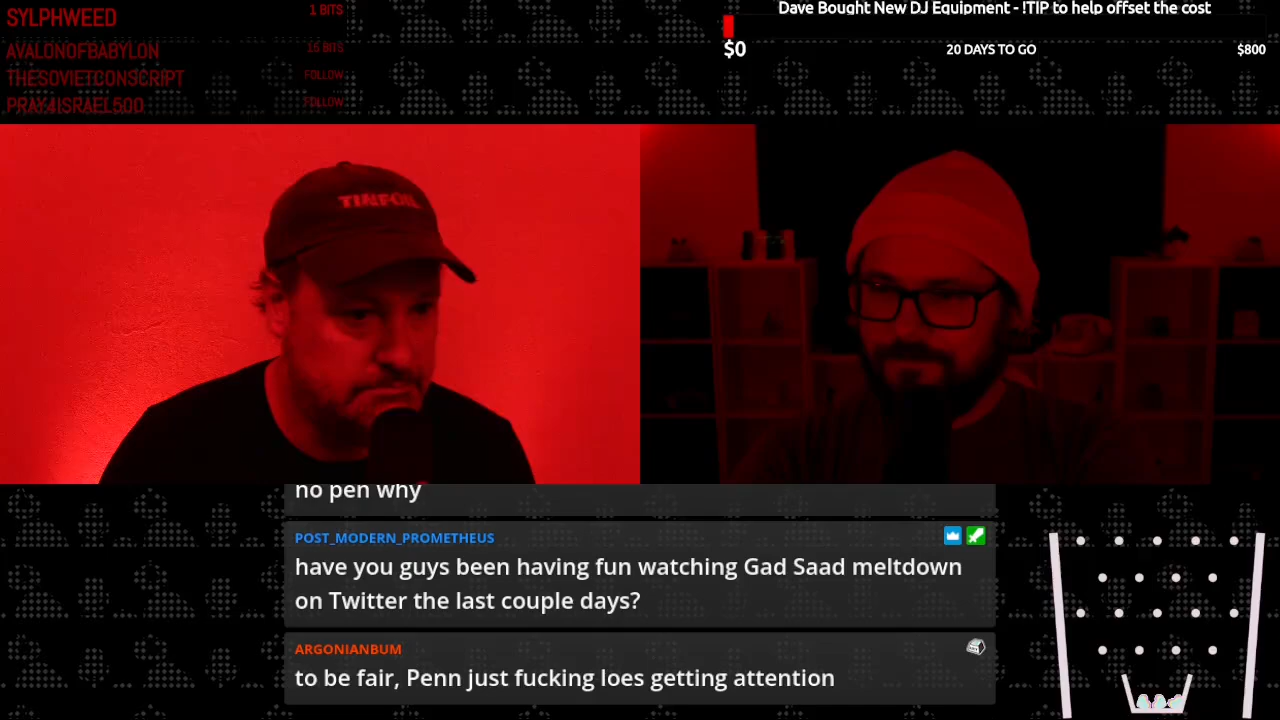 SYLPHWEED 1 BITS
AVALONOFBABYLON 15 BITS
THESOVIETCONSCRIPT FOLLOW
PRAY4ISRAEL500 FOLLOW
Dave Bought New DJ Equipment - !TIP to help offset the cost
$0 20 DAYS TO GO $800
TINFOIL
no pen why
POST_MODERN_PROMETHEUS
have you guys been having fun watching Gad Saad meltdown
on Twitter the last couple days?
ARGONIANBUM
to be fair, Penn just fucking loes getting attention